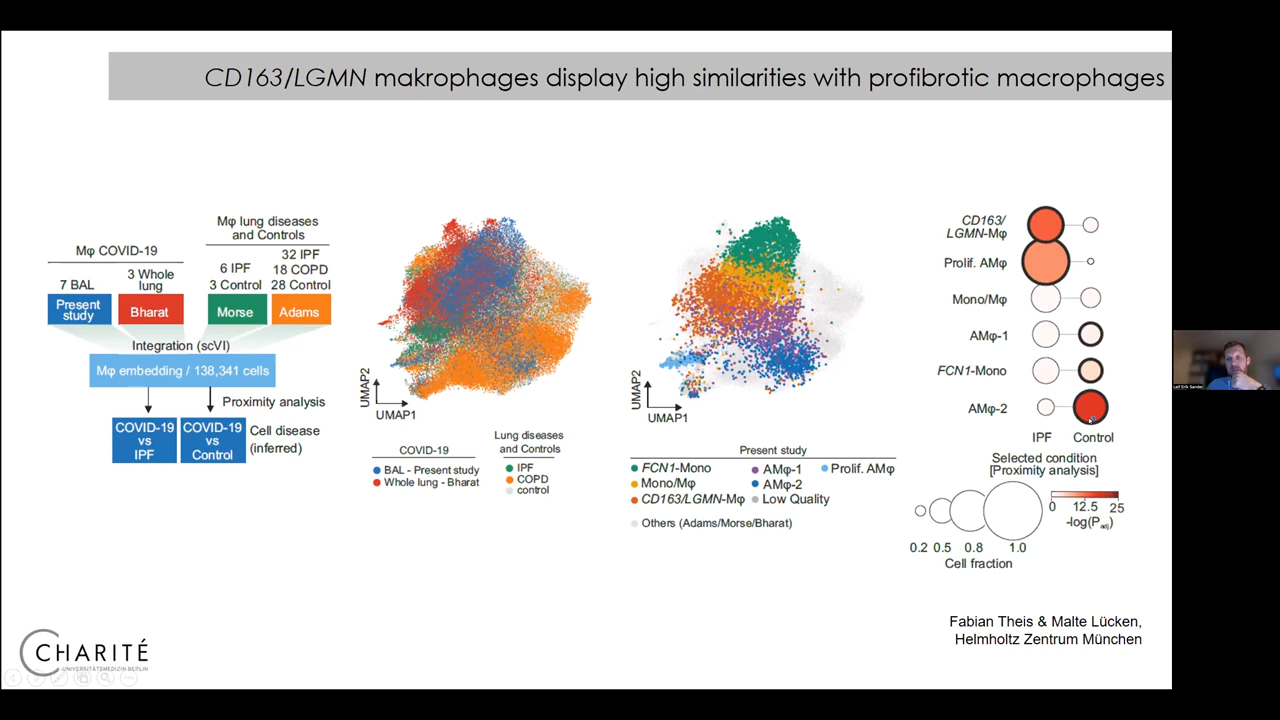 CD163/LGMN makrophages display high similarities with profibrotic macrophages
Mφ COVID-19
7 BAL
3 Whole
lung
Present
study
Bharat
Mφ lung diseases
and Controls
6 IPF
3 Control
32 IPF
18 COPD
28 Control
Morse
Adams
Integration (scVI)
Mφ embedding / 138,341 cells
Proximity analysis
COVID-19
vs
IPF
COVID-19
vs
Control
Cell disease
(inferred)
UMAP2
UMAP1
COVID-19
BAL - Present study
Whole lung - Bharat
Lung diseases
and Controls
IPF
COPD
control
UMAP2
UMAP1
Present study
FCN1-Mono
AMφ-1
Prolif. AMφ
Mono/Mφ
AMφ-2
CD163/LGMN-Mφ
Low Quality
Others (Adams/Morse/Bharat)
CD163/
LGMN-Mφ
Prolif. AMφ
Mono/Mφ
AMφ-1
FCN1-Mono
AMφ-2
IPF
Control
Selected condition
[Proximity analysis]
0.2 0.5 0.8 1.0
Cell fraction
0 12.5 25
-log(Padj)
Fabian Theis & Malte Lücken,
Helmholtz Zentrum München
CHARITÉ
UNIVERSITÄTSMEDIZIN BERLIN
Leif Erik Sander